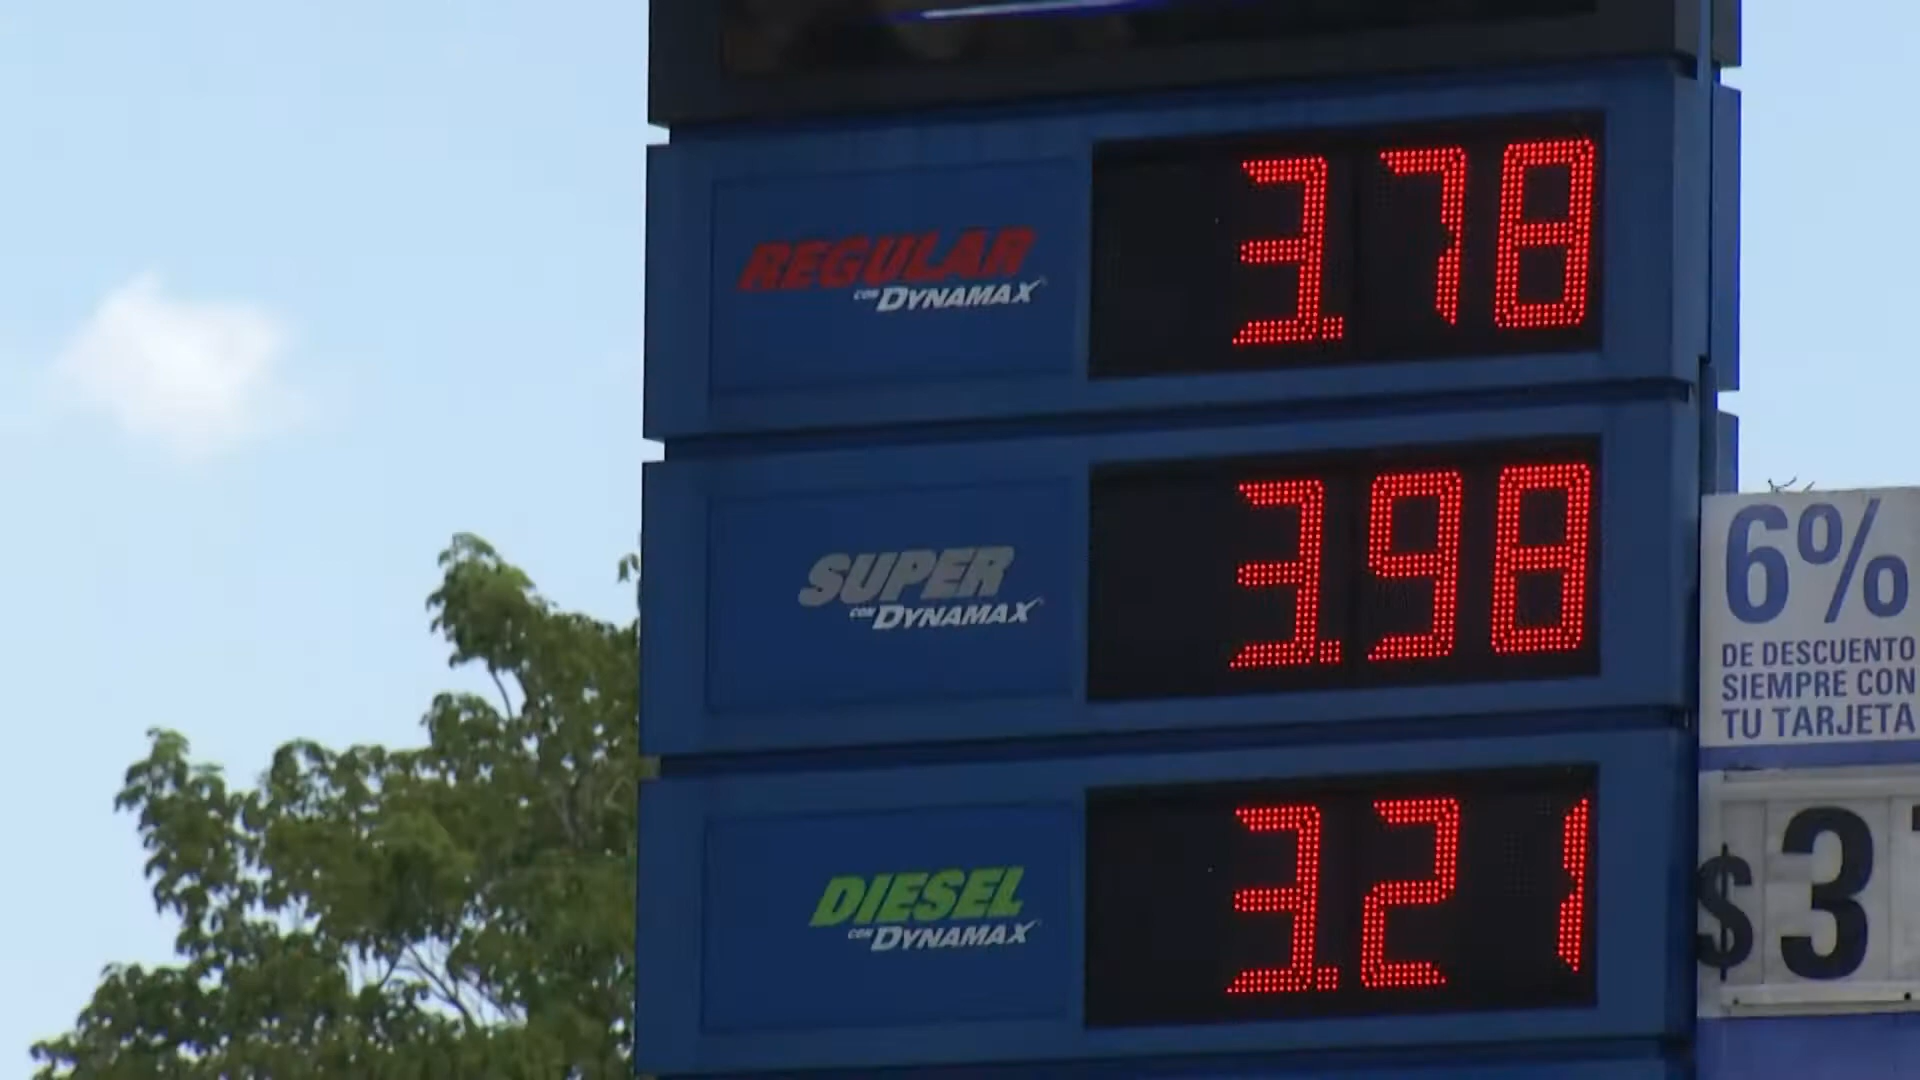 REGULAR
CON DYNAMAX
3.78
SUPER
CON DYNAMAX
3.98
DIESEL
CON DYNAMAX
3.21
6%
DE DESCUENTO
SIEMPRE CON
TU TARJETA
$3